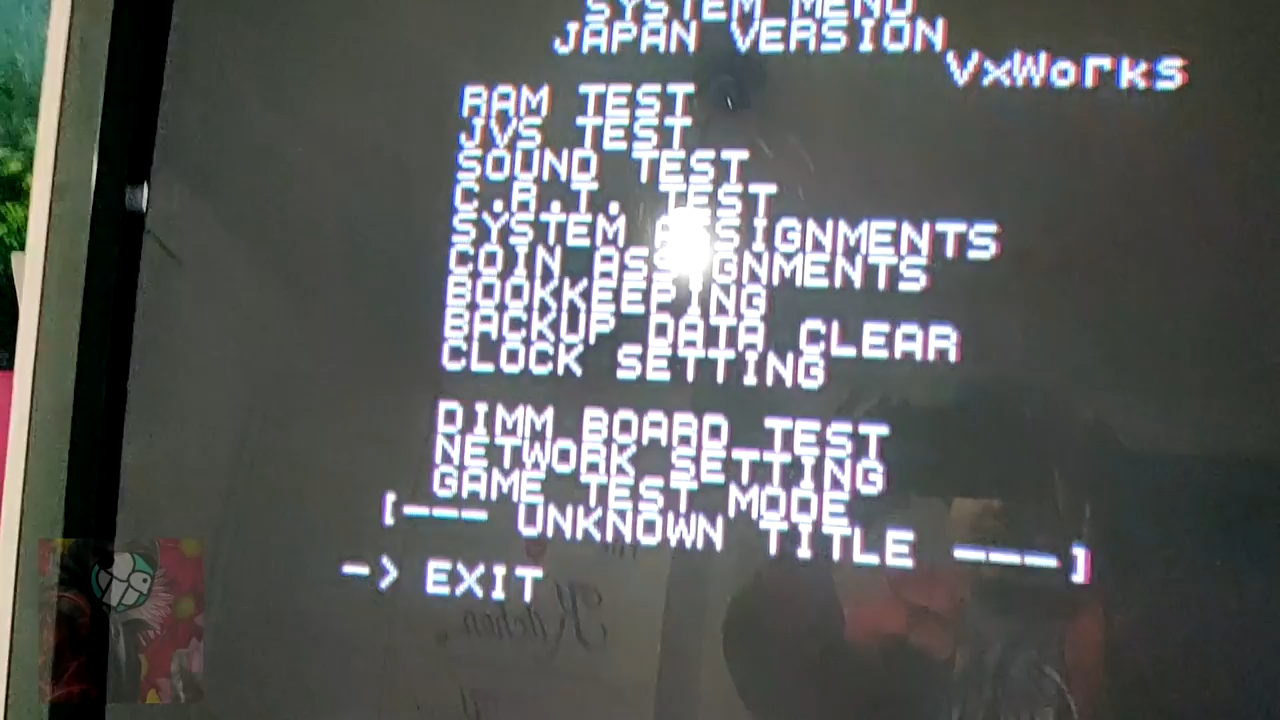 SYSTEM MENU
JAPAN VERSION
VxWorks
RAM TEST
JVS TEST
SOUND TEST
C.R.T. TEST
SYSTEM ASSIGNMENTS
COIN ASSIGNMENTS
BOOKKEEPING
BACKUP DATA CLEAR
CLOCK SETTING
DIMM BOARD TEST
NETWORK SETTING
GAME TEST MODE
[--- UNKNOWN TITLE ---]
-> EXIT
Kitchen